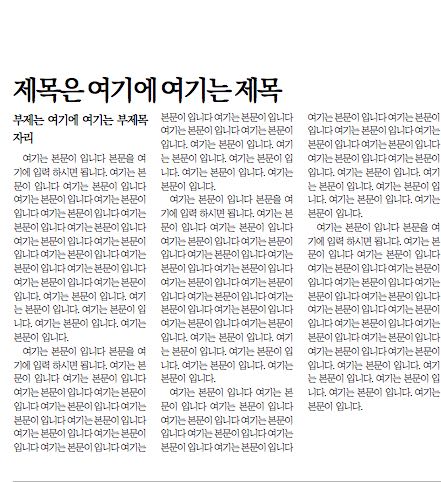 제목은 여기에 여기는 제목
부제는 여기에 여기는 부제목
자리
여기는 본문이 입니다 본문을 여
기에 입력 하시면 됩니다. 여기는 본
문이 입니다 여기는 본문이 입니다
여기는 본문이 입니다 여기는 본문이
입니다 여기는 본문이 입니다 여기는
본문이 입니다 여기는 본문이 입니다
여기는 본문이 입니다 여기는 본문이
입니다 여기는 본문이 입니다 여기는
본문이 입니다 여기는 본문이 입니다
여기는 본문이 입니다 여기는 본문이
입니다. 여기는 본문이 입니다. 여기
는 본문이 입니다. 여기는 본문이 입
니다. 여기는 본문이 입니다. 여기는
본문이 입니다.
여기는 본문이 입니다 본문을 여
기에 입력 하시면 됩니다. 여기는 본
문이 입니다 여기는 본문이 입니다
여기는 본문이 입니다 여기는 본문이
입니다 여기는 본문이 입니다 여기는
본문이 입니다 여기는 본문이 입니다
여기는 본문이 입니다 여기는 본문이
입니다 여기는 본문이 입니다 여기는
본문이 입니다 여기는 본문이 입니다
여기는 본문이 입니다 여기는 본문이
입니다. 여기는 본문이 입니다. 여기
는 본문이 입니다. 여기는 본문이 입
니다. 여기는 본문이 입니다. 여기는
본문이 입니다.
여기는 본문이 입니다 본문을 여
기에 입력 하시면 됩니다. 여기는 본
문이 입니다 여기는 본문이 입니다
여기는 본문이 입니다 여기는 본문이
입니다 여기는 본문이 입니다 여기는
본문이 입니다 여기는 본문이 입니다
여기는 본문이 입니다 여기는 본문이
입니다 여기는 본문이 입니다 여기는
본문이 입니다 여기는 본문이 입니다
여기는 본문이 입니다 여기는 본문이
입니다. 여기는 본문이 입니다. 여기
는 본문이 입니다. 여기는 본문이 입
니다. 여기는 본문이 입니다. 여기는
본문이 입니다.
여기는 본문이 입니다 여기는 본
문이 입니다 여기는 본문이 입니다
여기는 본문이 입니다 여기는 본문이
입니다 여기는 본문이 입니다 여기는
본문이 입니다 여기는 본문이 입니다
여기는 본문이 입니다 여기는 본문이
입니다 여기는 본문이 입니다 여기는
본문이 입니다 여기는 본문이 입니다
여기는 본문이 입니다 여기는 본문이
입니다. 여기는 본문이 입니다. 여기
는 본문이 입니다. 여기는 본문이 입
니다. 여기는 본문이 입니다. 여기는
본문이 입니다.
여기는 본문이 입니다 본문을 여
기에 입력 하시면 됩니다. 여기는 본
문이 입니다 여기는 본문이 입니다
여기는 본문이 입니다 여기는 본문이
입니다 여기는 본문이 입니다 여기는
본문이 입니다 여기는 본문이 입니다
여기는 본문이 입니다 여기는 본문이
입니다 여기는 본문이 입니다 여기는
본문이 입니다 여기는 본문이 입니다
여기는 본문이 입니다 여기는 본문이
입니다. 여기는 본문이 입니다. 여기
는 본문이 입니다. 여기는 본문이 입
니다. 여기는 본문이 입니다. 여기는
본문이 입니다.